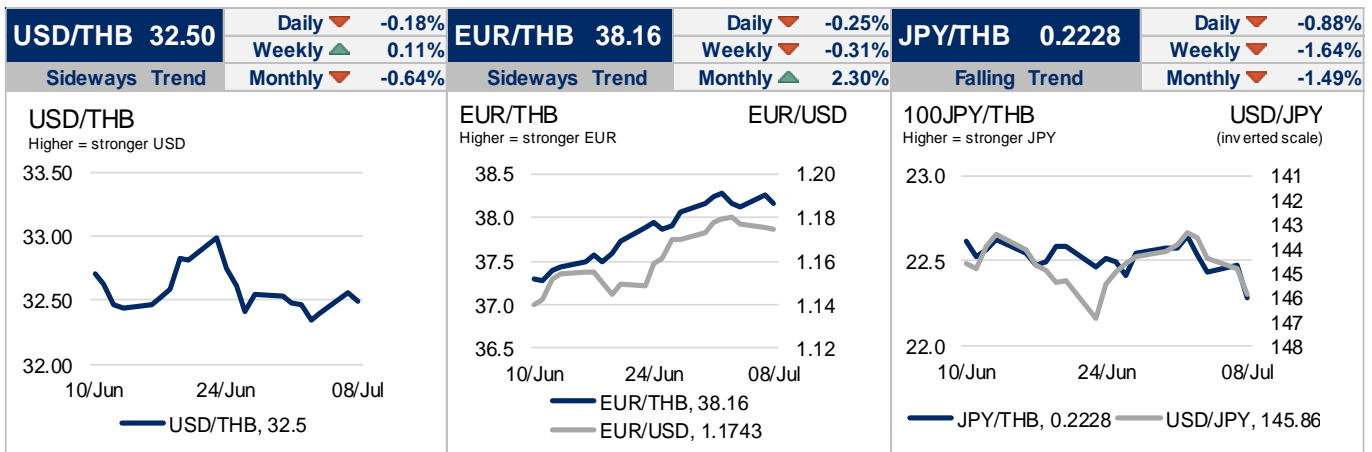 USD/THB 32.50
Daily -0.18%
Weekly 0.11%
Sideways Trend
Monthly -0.64%
EUR/THB 38.16
Daily -0.25%
Weekly -0.31%
Sideways Trend
Monthly 2.30%
JPY/THB 0.2228
Daily -0.88%
Weekly -1.64%
Falling Trend
Monthly -1.49%
USD/THB
Higher = stronger USD
33.50
33.00
32.50
32.00
10/Jun 24/Jun 08/Jul
USD/THB, 32.5
EUR/THB EUR/USD
Higher = stronger EUR
38.5 1.20
38.0 1.18
37.5 1.16
37.0 1.14
36.5 1.12
10/Jun 24/Jun 08/Jul
EUR/THB, 38.16
EUR/USD, 1.1743
100JPY/THB USD/JPY
Higher = stronger JPY (inverted scale)
23.0 141
142
143
144
22.5 145
146
147
22.0 148
10/Jun 24/Jun 08/Jul
JPY/THB, 0.2228 USD/JPY, 145.86